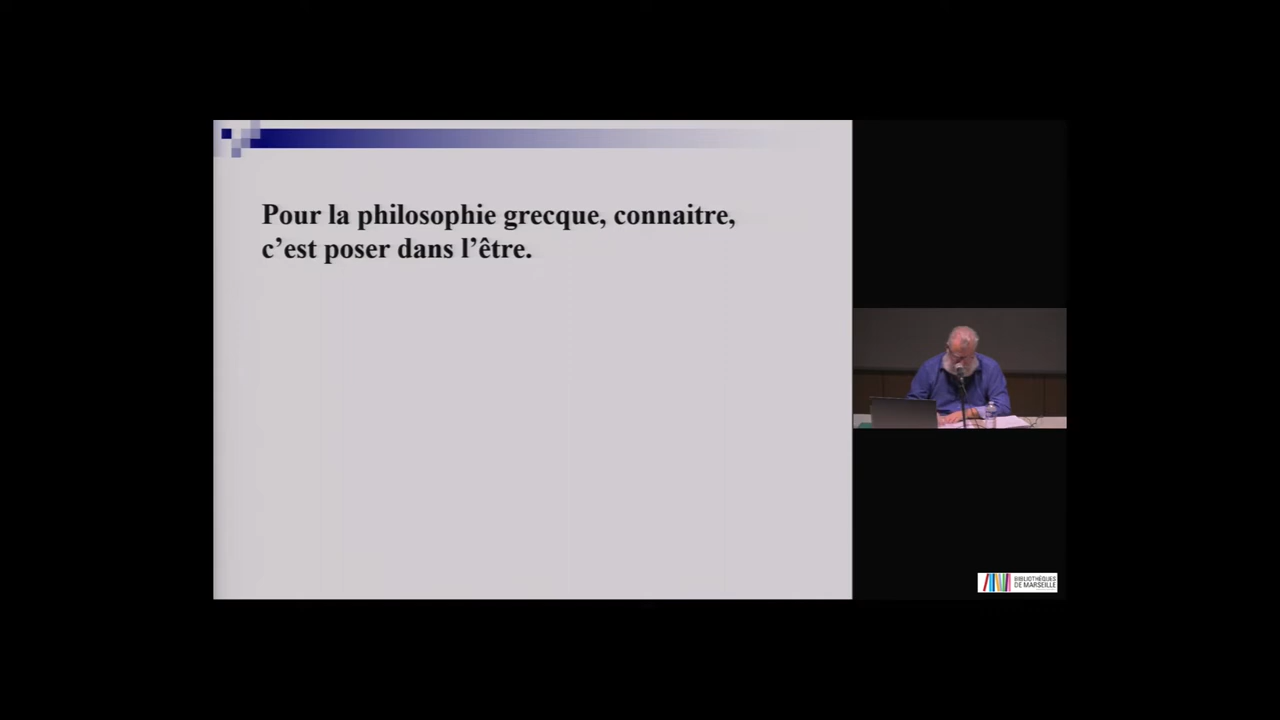 Pour la philosophie grecque, connaitre,
c’est poser dans l’être.
BIBLIOTHÈQUES
DE MARSEILLE